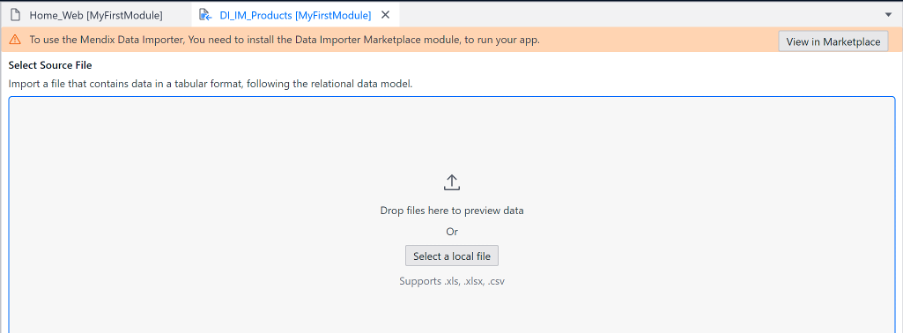 Home_Web [MyFirstModule] DI_IM_Products [MyFirstModule]
To use the Mendix Data Importer, You need to install the Data Importer Marketplace module, to run your app. View in Marketplace
Select Source File
Import a file that contains data in a tabular format, following the relational data model.
Drop files here to preview data
Or
Select a local file
Supports .xls, .xlsx, .csv